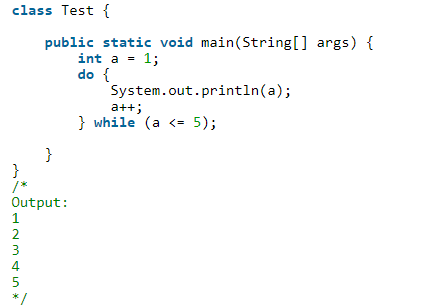 class Test {
    public static void main(String[] args) {
        int a = 1;
        do {
            System.out.println(a);
            a++;
        } while (a <= 5);
    }
}
/*
Output:
1
2
3
4
5
*/